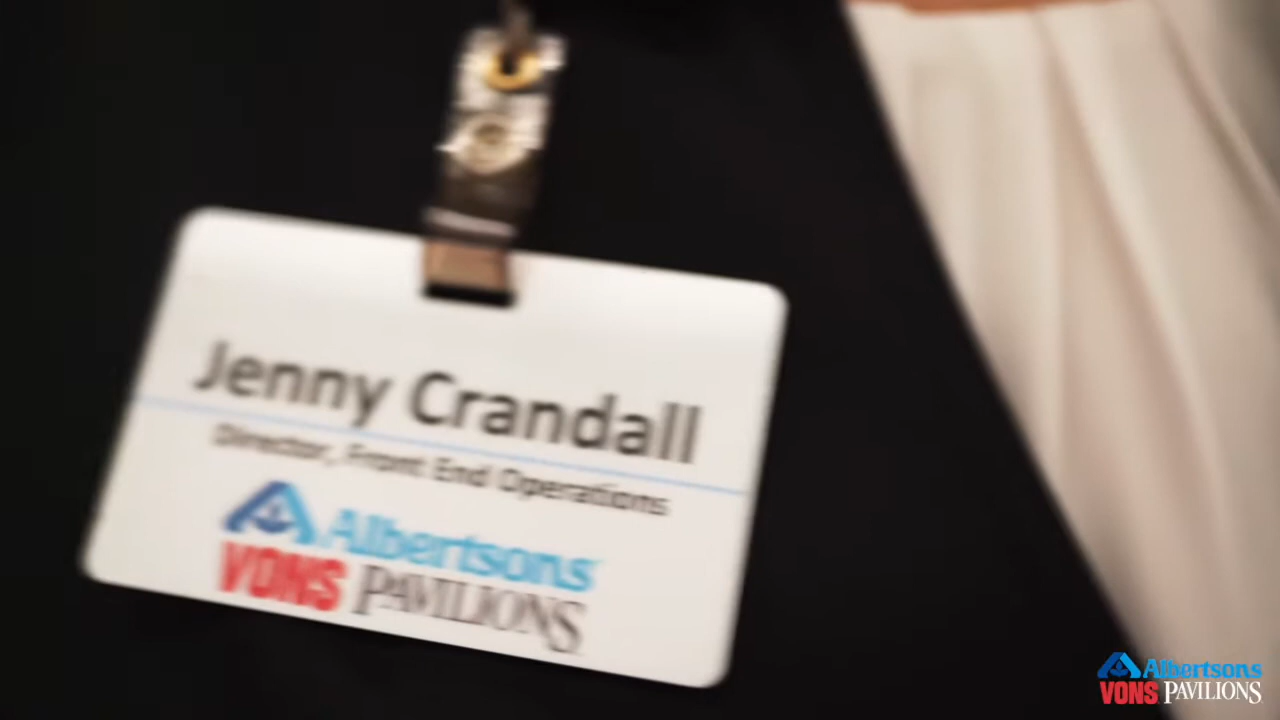 Jenny Crandall
Director, Front End Operations
Albertsons
VONS PAVILIONS
Albertsons
VONS PAVILIONS